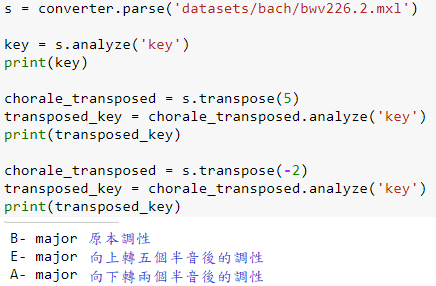 s = converter.parse('datasets/bach/bwv226.2.mxl')
key = s.analyze('key')
print(key)
chorale_transposed = s.transpose(5)
transposed_key = chorale_transposed.analyze('key')
print(transposed_key)
chorale_transposed = s.transpose(-2)
transposed_key = chorale_transposed.analyze('key')
print(transposed_key)
B- major 原本調性
E- major 向上轉五個半音後的調性
A- major 向下轉兩個半音後的調性